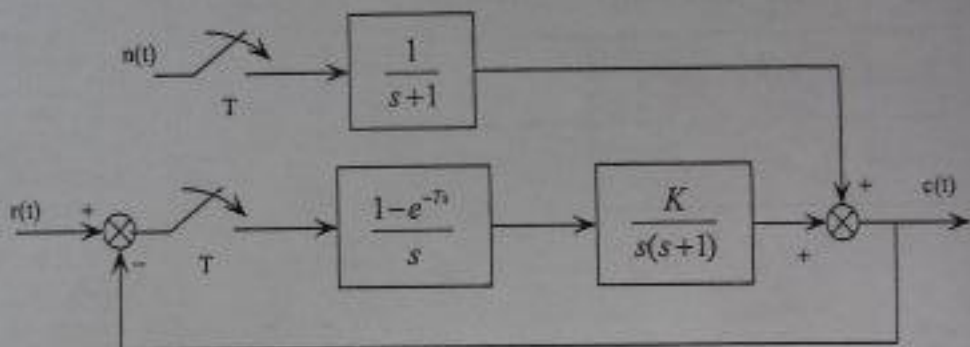 n(t)
T
1
s+1
r(t)
+
−
T
1−e^{-Ts}
s
K
s(s+1)
+
+
c(t)